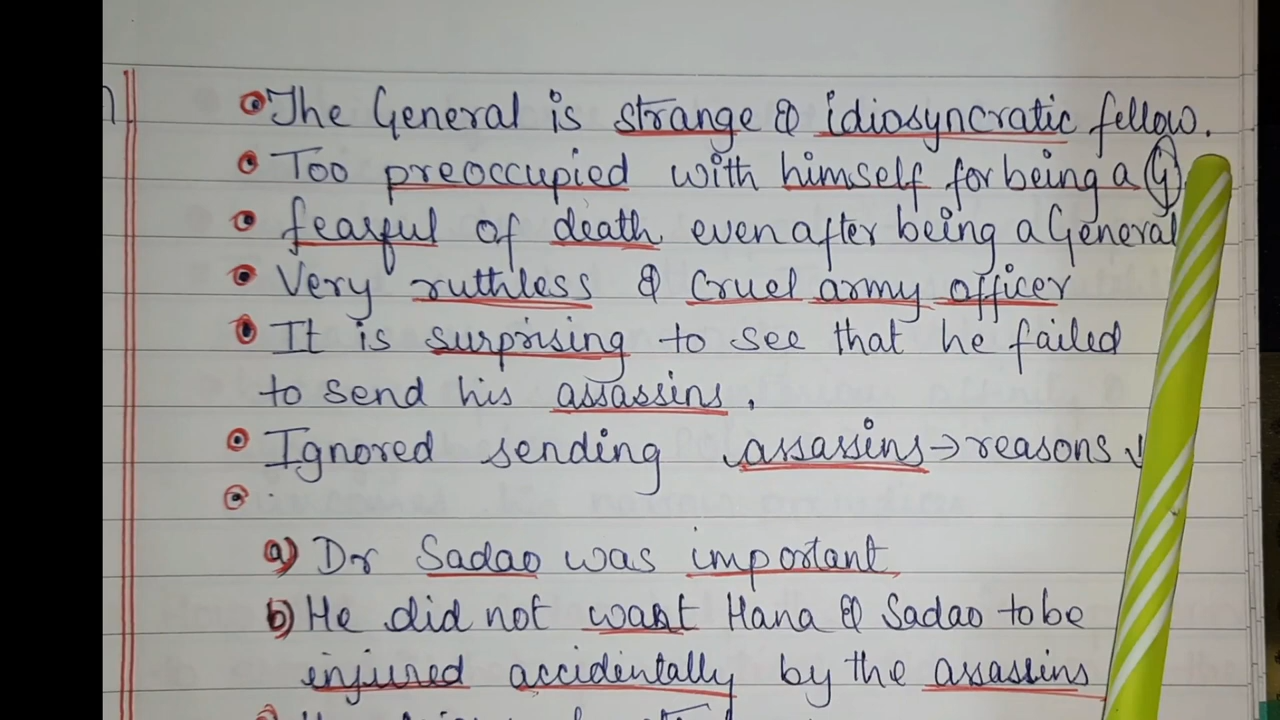 The General is strange & idiosyncratic fellow.
Too preoccupied with himself for being a G
fearful of death even after being a General
Very ruthless & Cruel army officer
It is surprising to see that he failed
to send his assassins.
Ignored sending assassins → reasons ↓
a) Dr Sadao was important
b) He did not want Hana & Sadao to be
injured accidentally by the assassins